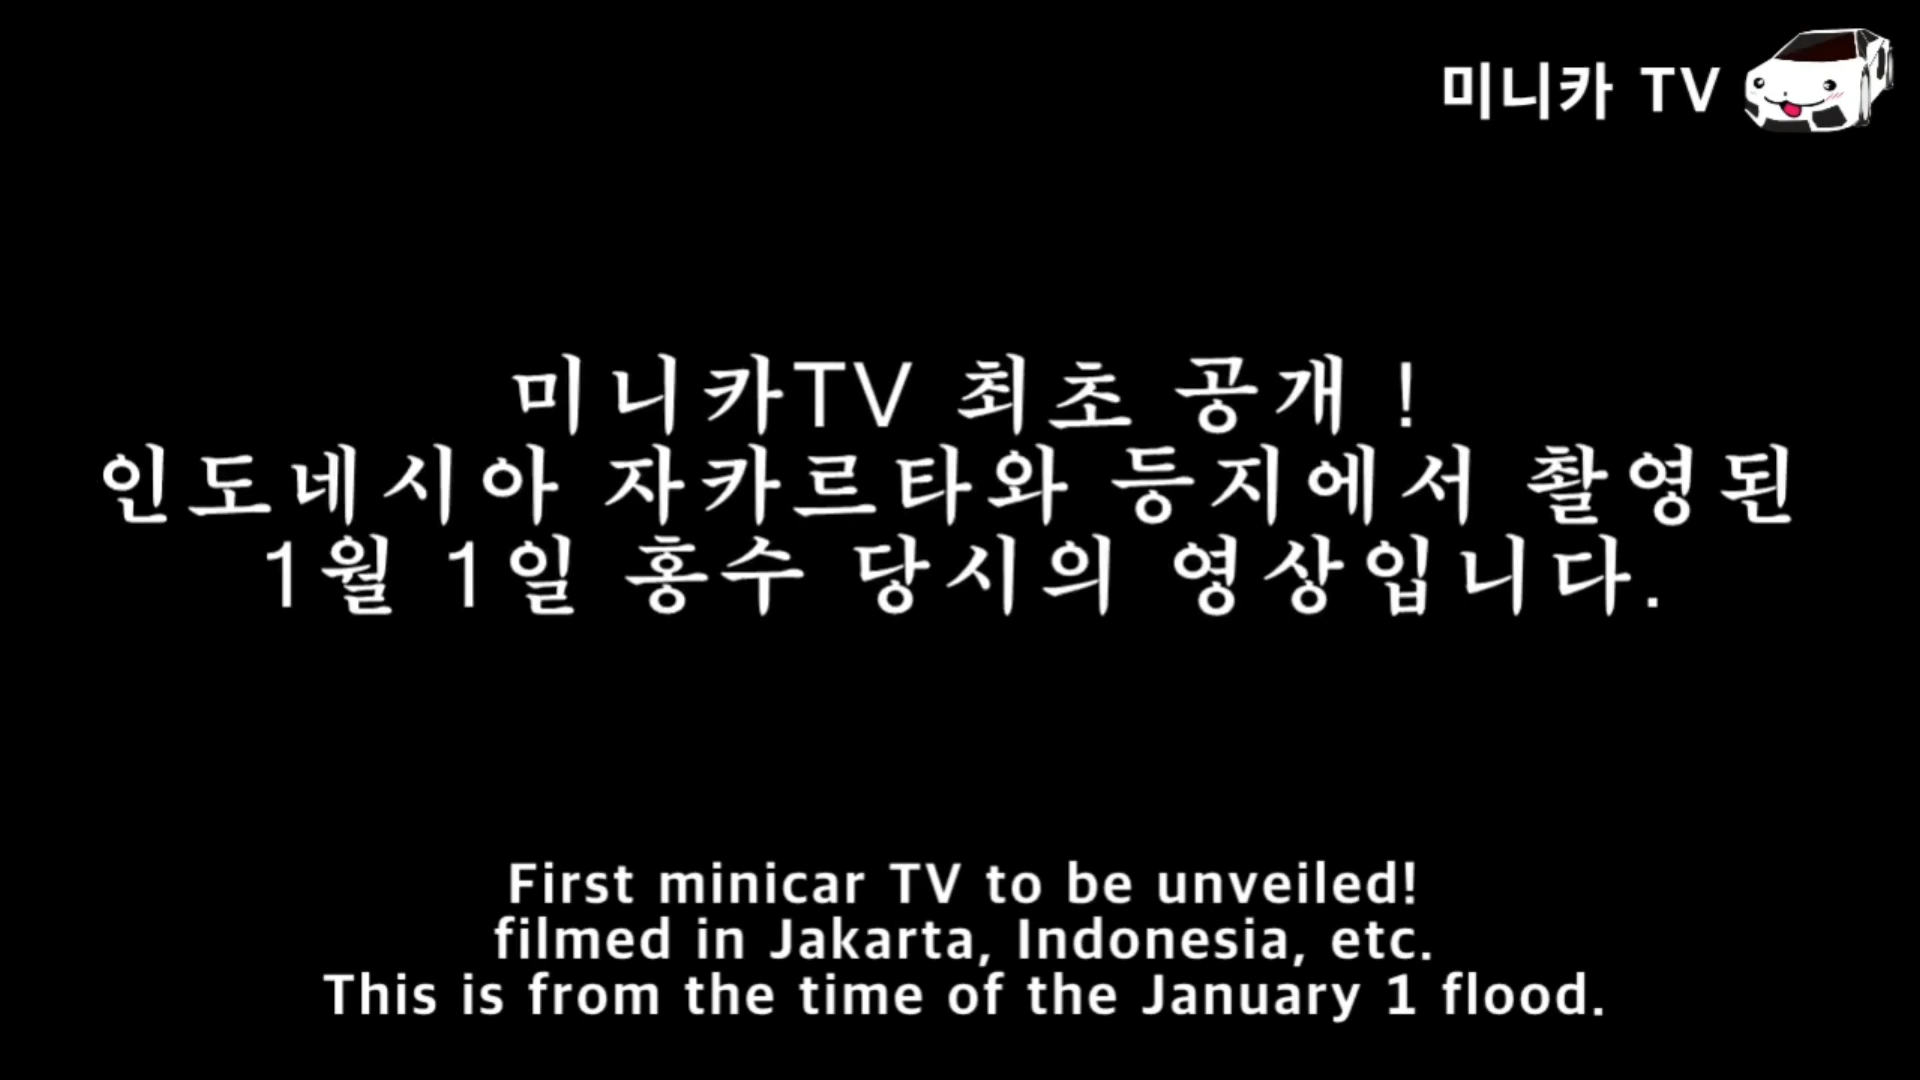 미니카 TV
미니카TV 최초 공개 !
인도네시아 자카르타와 등지에서 촬영된
1월 1일 홍수 당시의 영상입니다.
First minicar TV to be unveiled!
filmed in Jakarta, Indonesia, etc.
This is from the time of the January 1 flood.